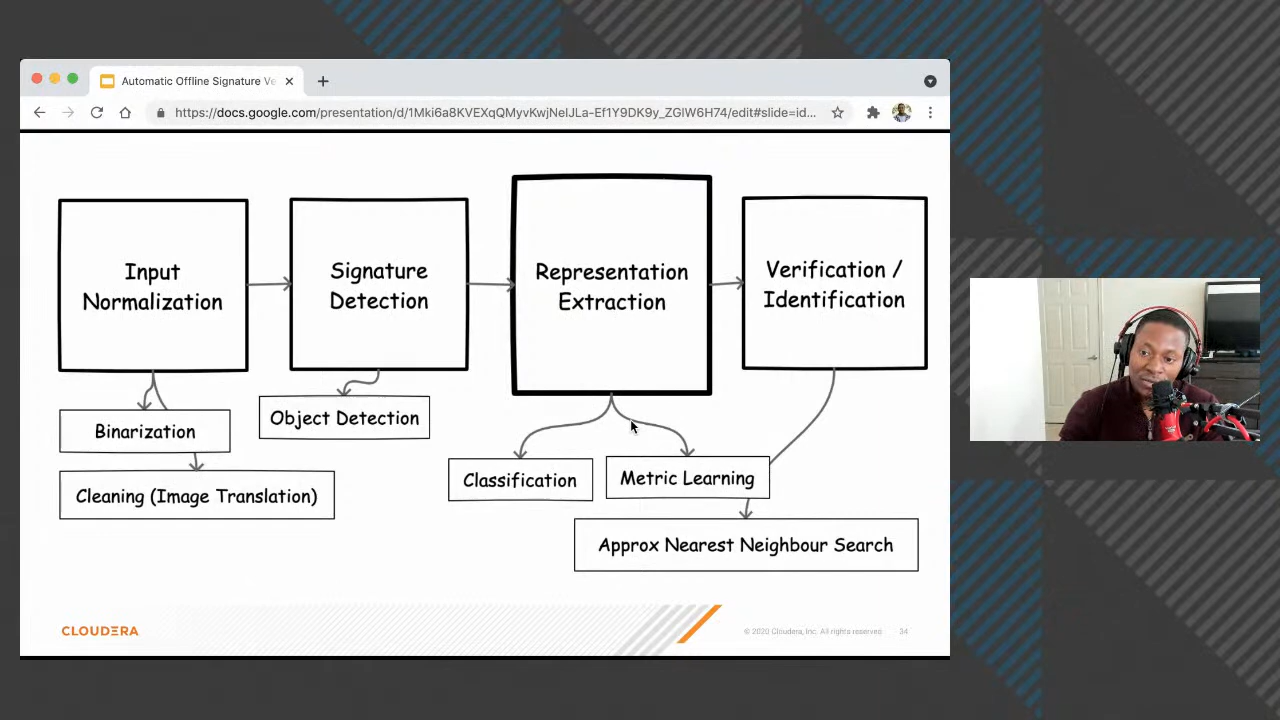 Automatic Offline Signature Ve
https://docs.google.com/presentation/d/1Mki6a8KVEXqQMyvKwjNelJLa-Ef1Y9DK9y_ZGlW6H74/edit#slide=id...
Input
Normalization
Signature
Detection
Representation
Extraction
Verification /
Identification
Binarization
Object Detection
Cleaning (Image Translation)
Classification
Metric Learning
Approx Nearest Neighbour Search
CLOUDERA
© 2020 Cloudera, Inc. All rights reserved. 34